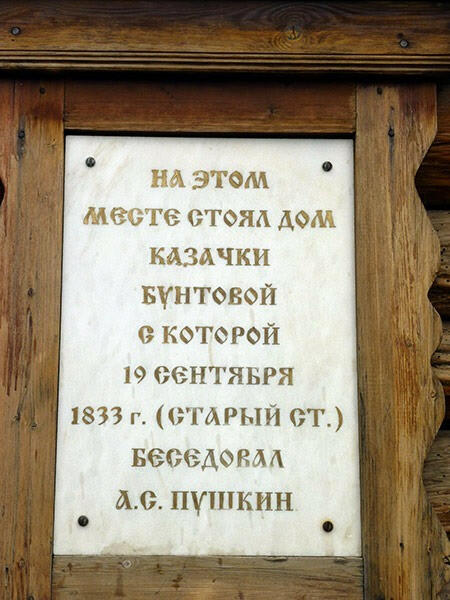 НА ЭТОМ
МЕСТЕ СТОЯЛ ДОМ
КАЗАЧКИ
БУНТОВОЙ
С КОТОРОЙ
19 СЕНТЯБРЯ
1833 г. (СТАРЫЙ СТ.)
БЕСЕДОВАЛ
А.С. ПУШКИН